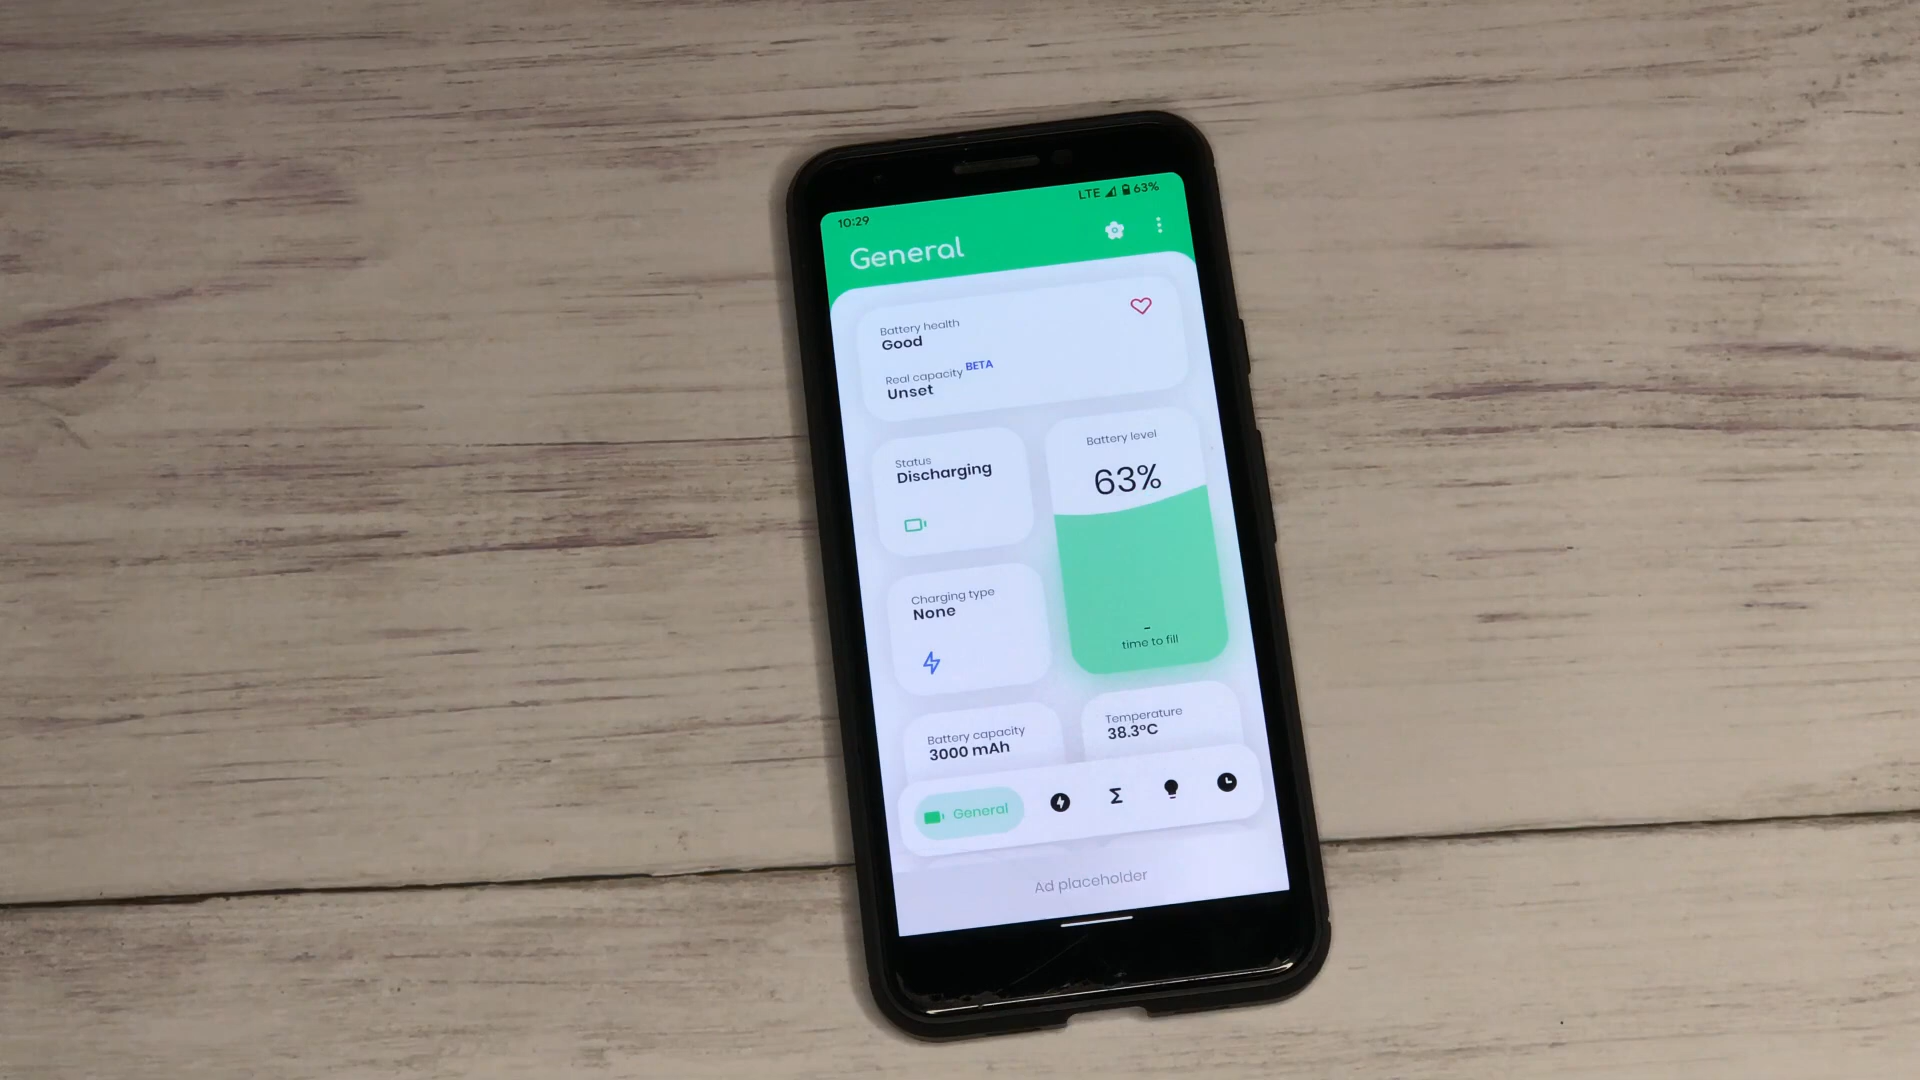 10:29
LTE 63%
General
Battery health
Good
Real capacity BETA
Unset
Status
Discharging
Battery level
63%
-
time to fill
Charging type
None
Battery capacity
3000 mAh
Temperature
38.3°C
General
Σ
Ad placeholder